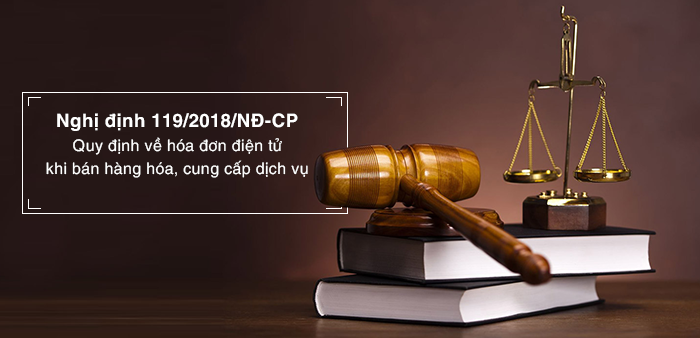 Nghị định 119/2018/NĐ-CP
Quy định về hóa đơn điện tử
khi bán hàng hóa, cung cấp dịch vụ